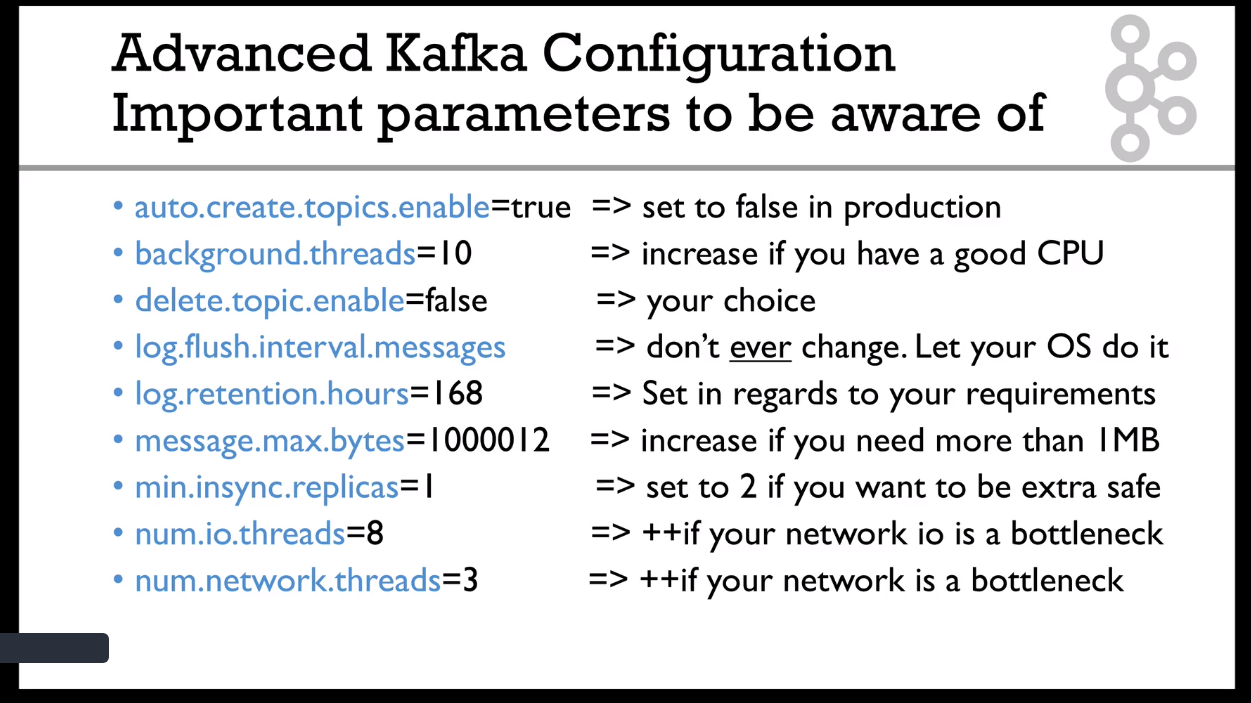 Advanced Kafka Configuration
Important parameters to be aware of
• auto.create.topics.enable=true => set to false in production
• background.threads=10 => increase if you have a good CPU
• delete.topic.enable=false => your choice
• log.flush.interval.messages => don’t ever change. Let your OS do it
• log.retention.hours=168 => Set in regards to your requirements
• message.max.bytes=1000012 => increase if you need more than 1MB
• min.insync.replicas=1 => set to 2 if you want to be extra safe
• num.io.threads=8 => ++if your network io is a bottleneck
• num.network.threads=3 => ++if your network is a bottleneck